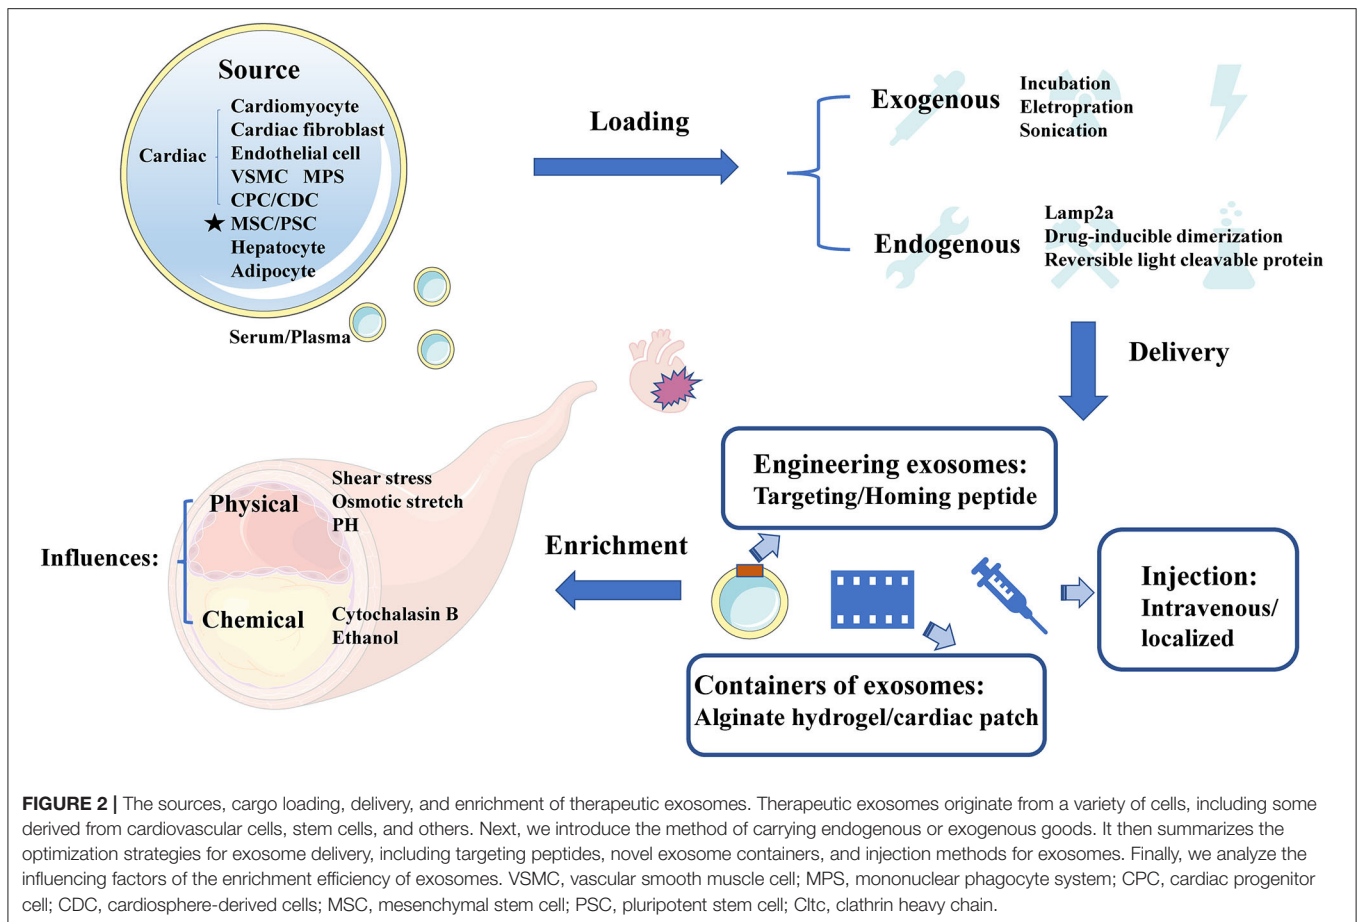 Source
Cardiac
Cardiomyocyte
Cardiac fibroblast
Endothelial cell
VSMC MPS
CPC/CDC
MSC/PSC
Hepatocyte
Adipocyte
Serum/Plasma
Loading
Exogenous
Incubation
Eletropration
Sonication
Endogenous
Lamp2a
Drug-inducible dimerization
Reversible light cleavable protein
Delivery
Engineering exosomes:
Targeting/Homing peptide
Injection:
Intravenous/
localized
Containers of exosomes:
Alginate hydrogel/cardiac patch
Enrichment
Influences:
Physical
Shear stress
Osmotic stretch
PH
Chemical
Cytochalasin B
Ethanol
FIGURE 2 | The sources, cargo loading, delivery, and enrichment of therapeutic exosomes. Therapeutic exosomes originate from a variety of cells, including some
derived from cardiovascular cells, stem cells, and others. Next, we introduce the method of carrying endogenous or exogenous goods. It then summarizes the
optimization strategies for exosome delivery, including targeting peptides, novel exosome containers, and injection methods for exosomes. Finally, we analyze the
influencing factors of the enrichment efficiency of exosomes. VSMC, vascular smooth muscle cell; MPS, mononuclear phagocyte system; CPC, cardiac progenitor
cell; CDC, cardiosphere-derived cells; MSC, mesenchymal stem cell; PSC, pluripotent stem cell; Cltc, clathrin heavy chain.